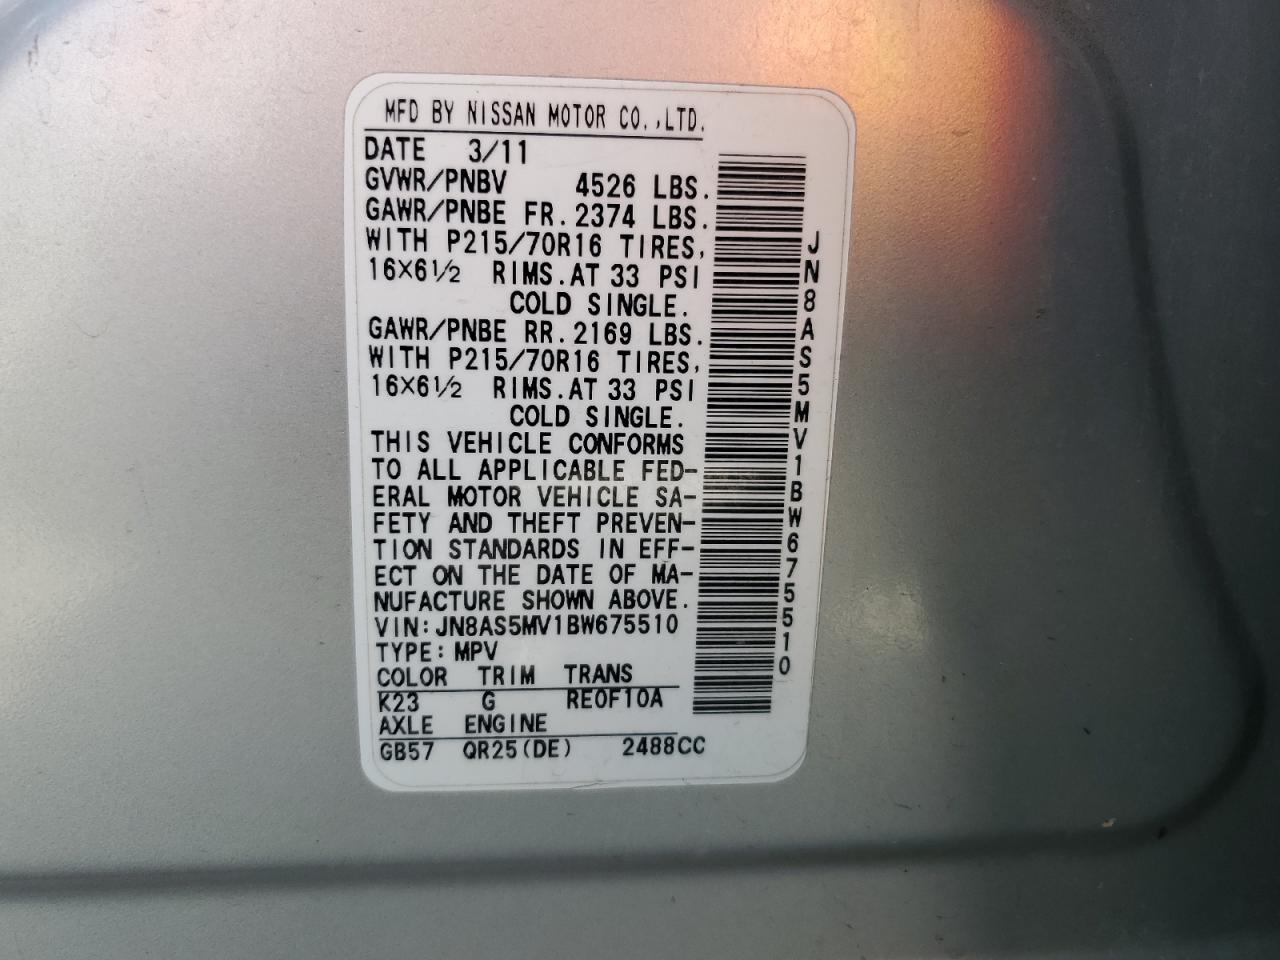 MFD BY NISSAN MOTOR CO.,LTD.
DATE 3/11
GVWR/PNBV 4526 LBS.
GAWR/PNBE FR. 2374 LBS.
WITH P215/70R16 TIRES,
16X6½ RIMS. AT 33 PSI
COLD SINGLE.
GAWR/PNBE RR. 2169 LBS.
WITH P215/70R16 TIRES,
16X6½ RIMS. AT 33 PSI
COLD SINGLE.
THIS VEHICLE CONFORMS
TO ALL APPLICABLE FED-
ERAL MOTOR VEHICLE SA-
FETY AND THEFT PREVEN-
TION STANDARDS IN EFF-
ECT ON THE DATE OF MA-
NUFACTURE SHOWN ABOVE.
VIN: JN8AS5MV1BW675510
TYPE: MPV
COLOR TRIM TRANS
K23 G RE0F10A
AXLE ENGINE
GB57 QR25(DE) 2488CC
JN8AS5MV1BW675510